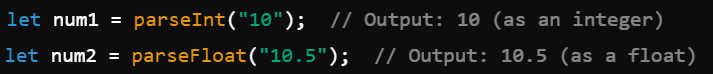 let num1 = parseInt("10");  // Output: 10 (as an integer)
let num2 = parseFloat("10.5");  // Output: 10.5 (as a float)